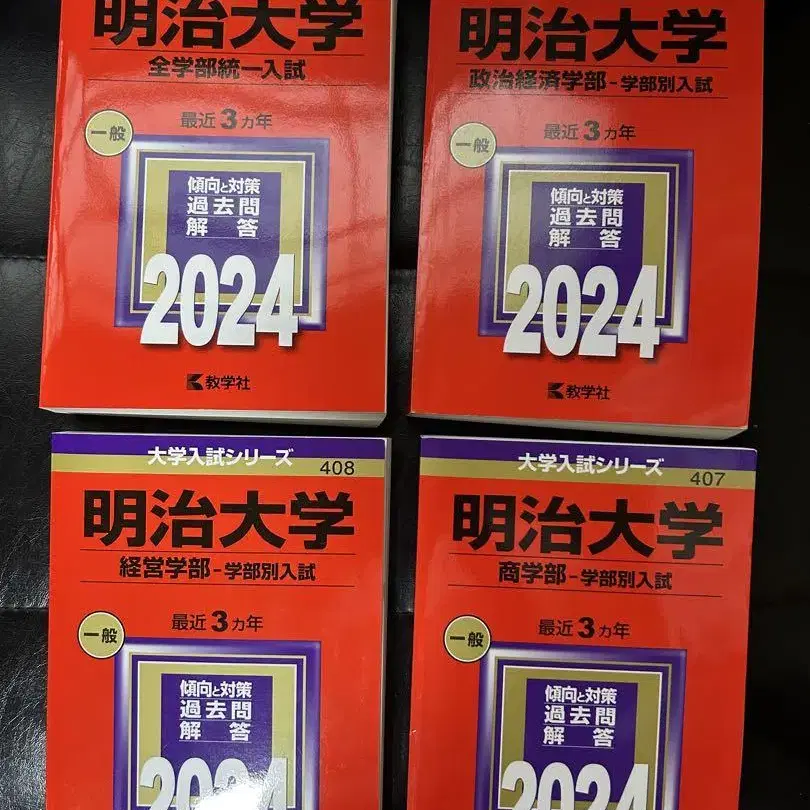 明治大学
全学部統一入試
最近3ヵ年
一般
傾向と対策
過去問
解答
2024
教学社
明治大学
政治経済学部-学部別入試
最近3ヵ年
一般
傾向と対策
過去問
解答
2024
教学社
大学入試シリーズ
408
明治大学
経営学部-学部別入試
最近3ヵ年
一般
傾向と対策
過去問
解答
2024
大学入試シリーズ
407
明治大学
商学部-学部別入試
最近3ヵ年
一般
傾向と対策
過去問
解答
2024